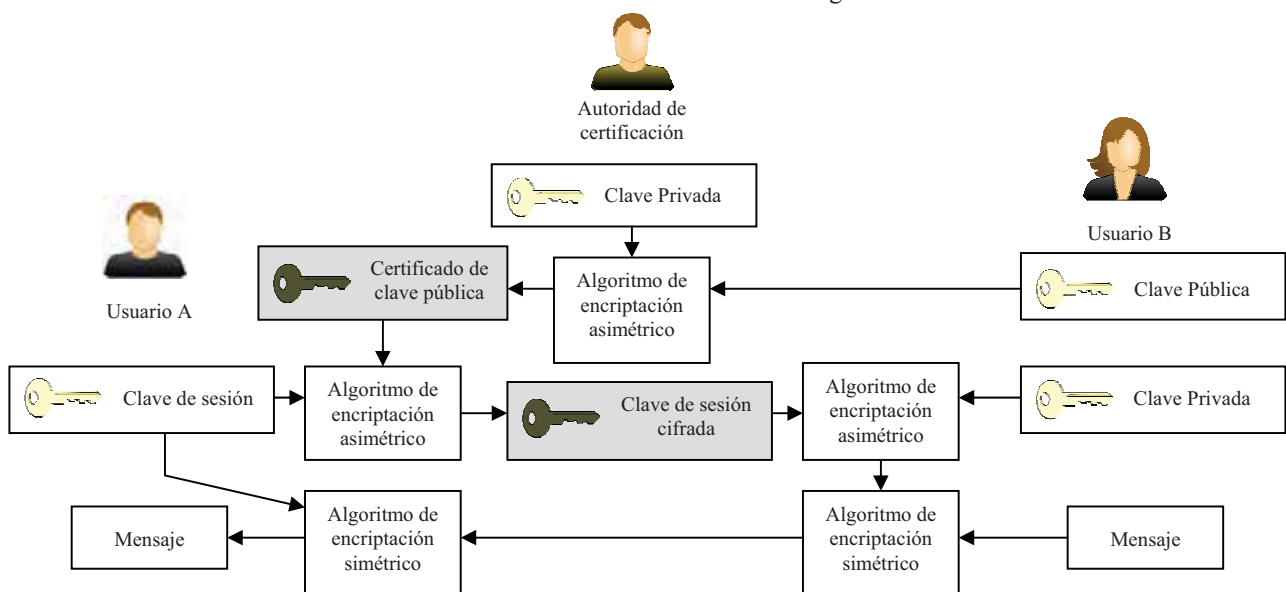 Autoridad de
certificación
Clave Privada
Usuario B
Certificado de
clave pública
Algoritmo de
encriptación
asimétrico
Clave Pública
Usuario A
Clave de sesión
Algoritmo de
encriptación
asimétrico
Clave de sesión
cifrada
Algoritmo de
encriptación
asimétrico
Clave Privada
Mensaje
Algoritmo de
encriptación
simétrico
Algoritmo de
encriptación
simétrico
Mensaje